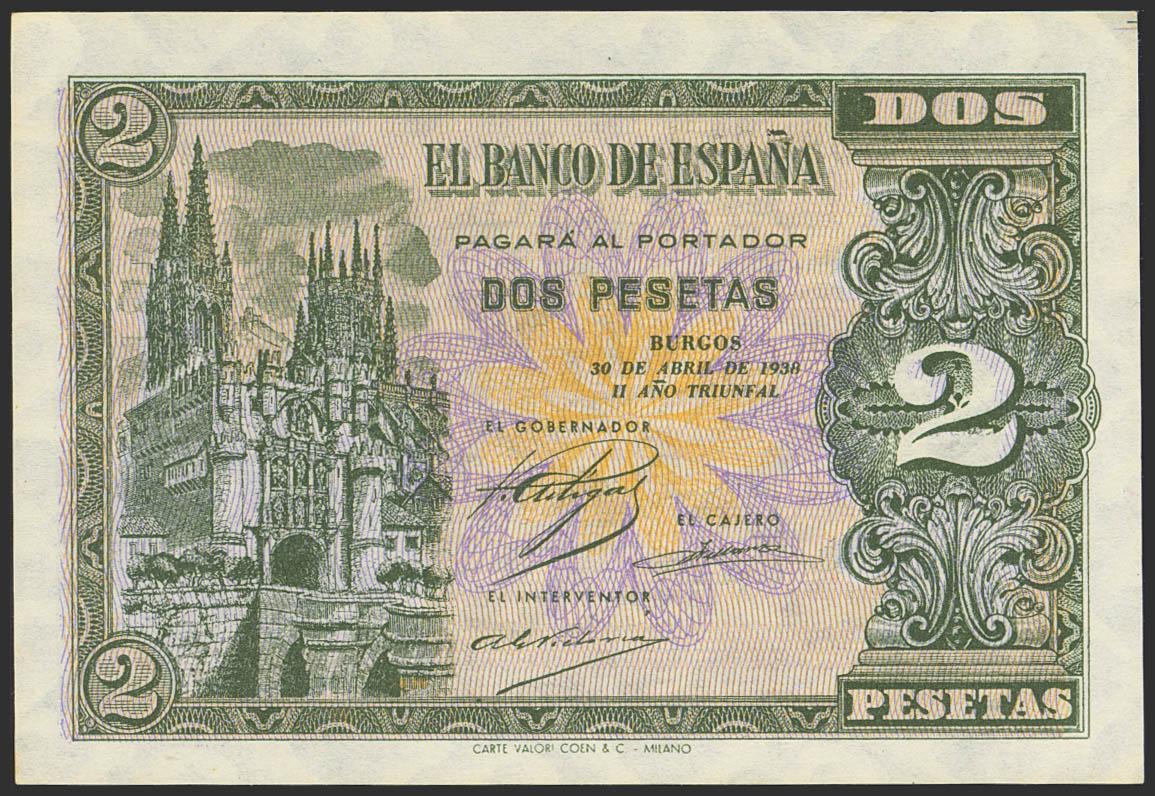 2
DOS
EL BANCO DE ESPAÑA
PAGARÁ AL PORTADOR
DOS PESETAS
BURGOS
30 DE ABRIL DE 1938
II AÑO TRIUNFAL
2
EL GOBERNADOR
EL CAJERO
EL INTERVENTOR,
2
PESETAS
CARTE VALORI COEN & C. - MILANO